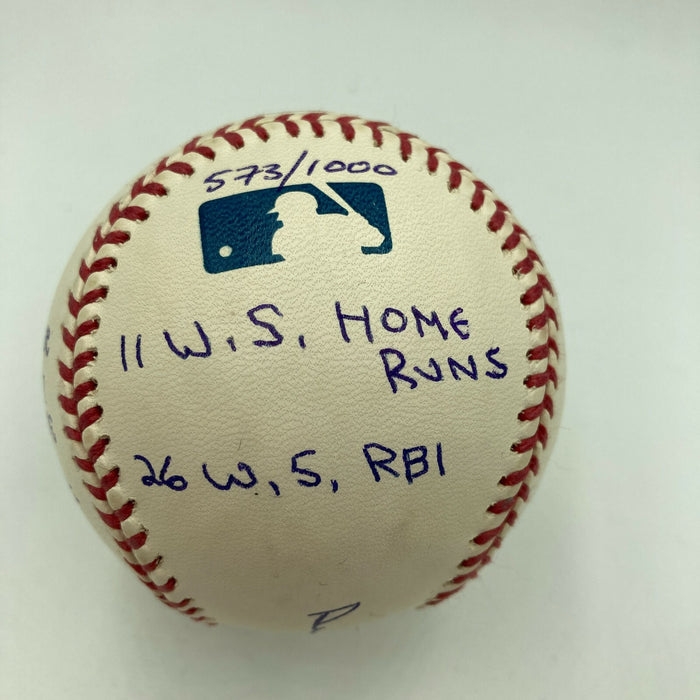 573/1000
11 W.S. HOME
RUNS
26 W.S. RBI